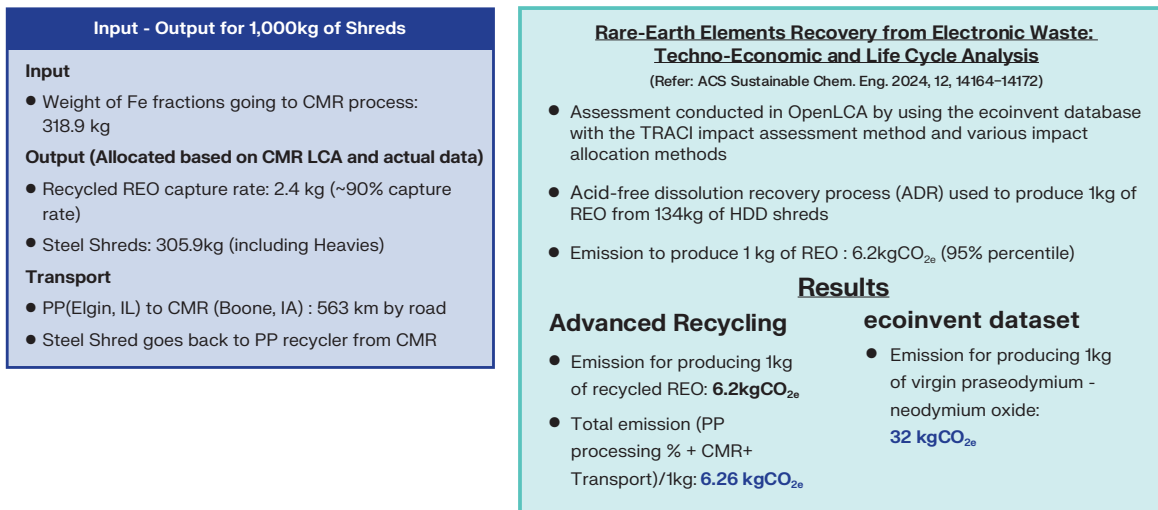 Input - Output for 1,000kg of Shreds
Input
● Weight of Fe fractions going to CMR process:
318.9 kg
Output (Allocated based on CMR LCA and actual data)
● Recycled REO capture rate: 2.4 kg (~90% capture
rate)
● Steel Shreds: 305.9kg (including Heavies)
Transport
● PP(Elgin, IL) to CMR (Boone, IA) : 563 km by road
● Steel Shred goes back to PP recycler from CMR
Rare-Earth Elements Recovery from Electronic Waste:
Techno-Economic and Life Cycle Analysis
(Refer: ACS Sustainable Chem. Eng. 2024, 12, 14164−14172)
● Assessment conducted in OpenLCA by using the ecoinvent database
with the TRACI impact assessment method and various impact
allocation methods
● Acid-free dissolution recovery process (ADR) used to produce 1kg of
REO from 134kg of HDD shreds
● Emission to produce 1 kg of REO : 6.2kgCO2e (95% percentile)
Results
Advanced Recycling
● Emission for producing 1kg
of recycled REO: 6.2kgCO2e
● Total emission (PP
processing % + CMR+
Transport)/1kg: 6.26 kgCO2e
ecoinvent dataset
● Emission for producing 1kg
of virgin praseodymium -
neodymium oxide:
32 kgCO2e